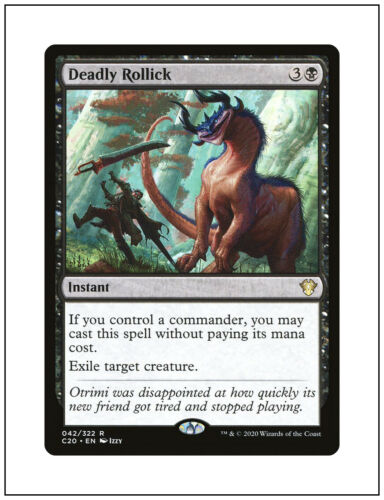 Deadly Rollick 3
Instant
If you control a commander, you may
cast this spell without paying its mana
cost.
Exile target creature.
Otrimi was disappointed at how quickly its
new friend got tired and stopped playing.
042/322 R
C20 • EN Izzy
™ & © 2020 Wizards of the Coast